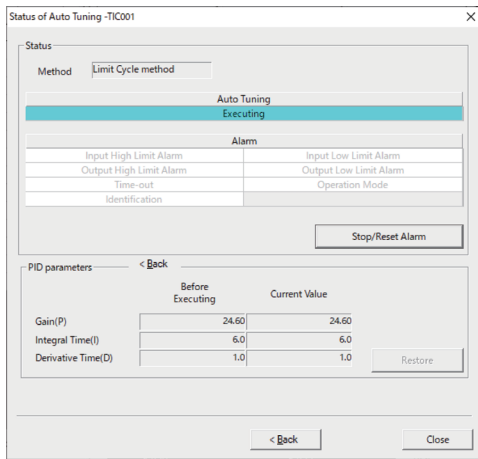 Status of Auto Tuning -TIC001
Status
Method Limit Cycle method
Auto Tuning
Executing
Alarm
Input High Limit Alarm Input Low Limit Alarm
Output High Limit Alarm Output Low Limit Alarm
Time-out Operation Mode
Identification
Stop/Reset Alarm
PID parameters < Back
Before
Executing Current Value
Gain(P) 24.60 24.60
Integral Time(I) 6.0 6.0
Derivative Time(D) 1.0 1.0 Restore
< Back Close